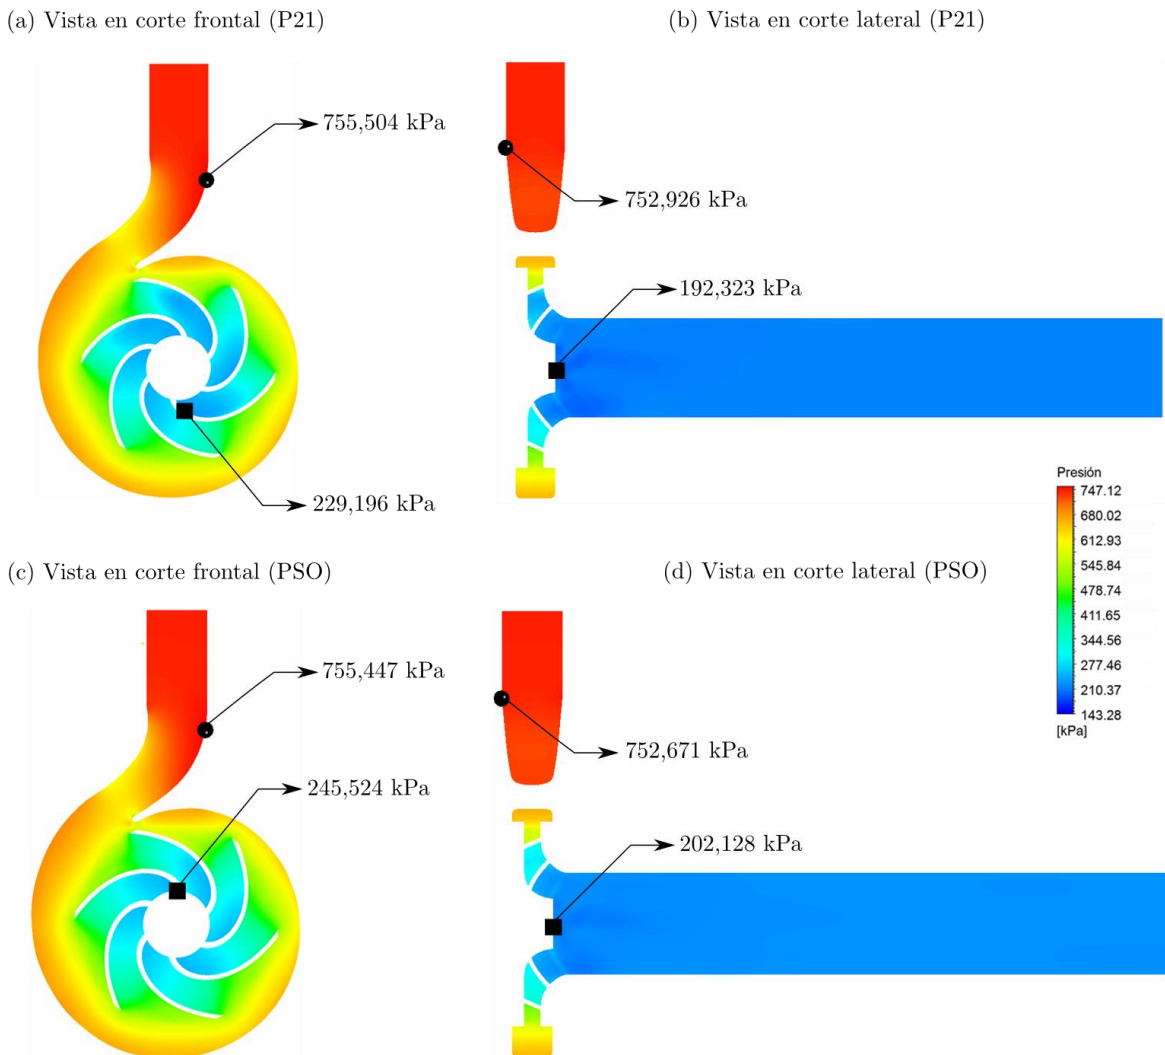 (a) Vista en corte frontal (P21)
(b) Vista en corte lateral (P21)
755,504 kPa
752,926 kPa
192,323 kPa
229,196 kPa
Presión
747.12
680.02
612.93
545.84
478.74
411.65
344.56
277.46
210.37
143.28
[kPa]
(c) Vista en corte frontal (PSO)
(d) Vista en corte lateral (PSO)
755,447 kPa
752,671 kPa
245,524 kPa
202,128 kPa